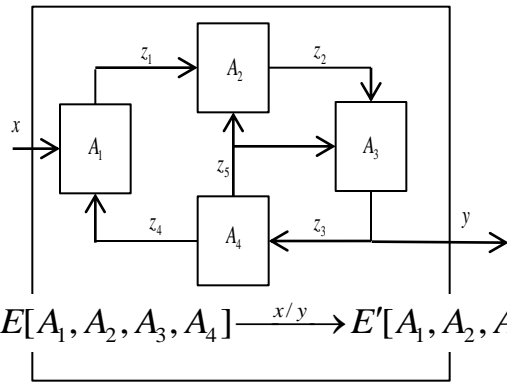 z₁
z₂
A₂
x
A₁
A₃
z₅
z₄
A₄
z₃
y
E[A₁, A₂, A₃, A₄] —x/y→ E'[A₁, A₂, A